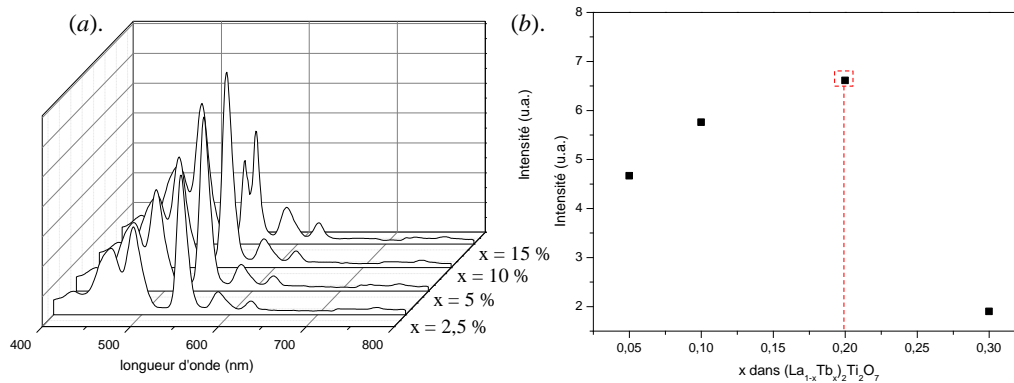 (a).
x = 15 %
x = 10 %
x = 5 %
x = 2,5 %
400
500
600
700
800
longueur d'onde (nm)
Intensité (u.a.)
(b).
8
7
6
5
4
3
2
Intensité (u.a.)
0,05
0,10
0,15
0,20
0,25
0,30
x dans (La1-xTbx)2Ti2O7